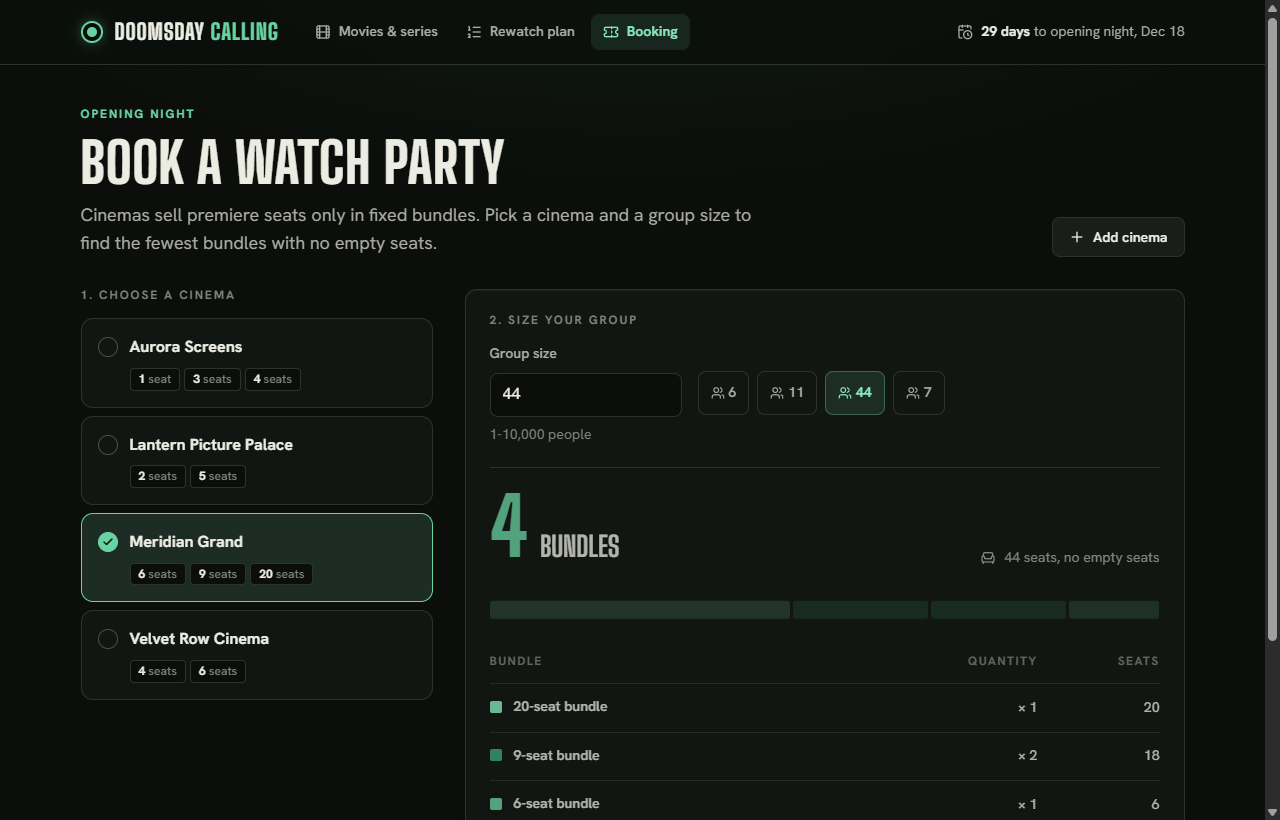 DOOMSDAY CALLING
Movies & series
Rewatch plan
Booking
29 days to opening night, Dec 18
OPENING NIGHT
BOOK A WATCH PARTY
Cinemas sell premiere seats only in fixed bundles. Pick a cinema and a group size to
find the fewest bundles with no empty seats.
Add cinema
1. CHOOSE A CINEMA
Aurora Screens
1 seat 3 seats 4 seats
Lantern Picture Palace
2 seats 5 seats
Meridian Grand
6 seats 9 seats 20 seats
Velvet Row Cinema
4 seats 6 seats
2. SIZE YOUR GROUP
Group size
44
6 11 44 7
1-10,000 people
4 BUNDLES
44 seats, no empty seats
BUNDLE QUANTITY SEATS
20-seat bundle × 1 20
9-seat bundle × 2 18
6-seat bundle × 1 6